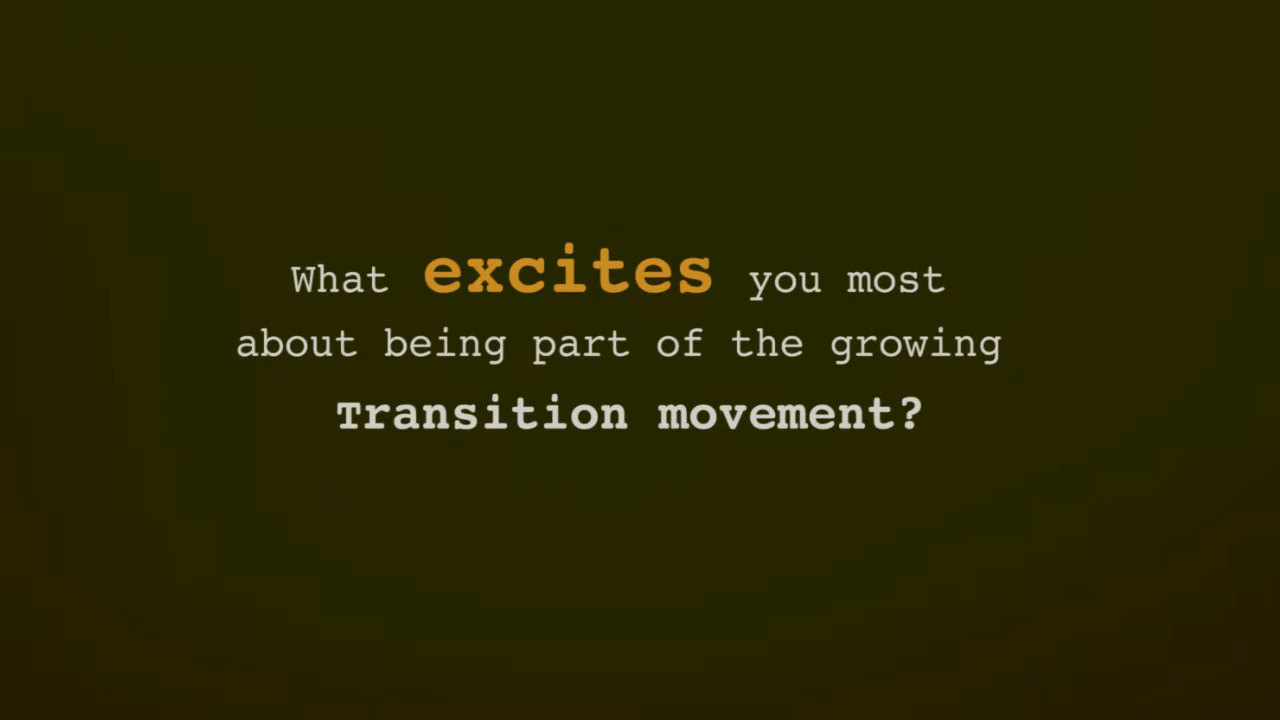 What excites you most
about being part of the growing
Transition movement?